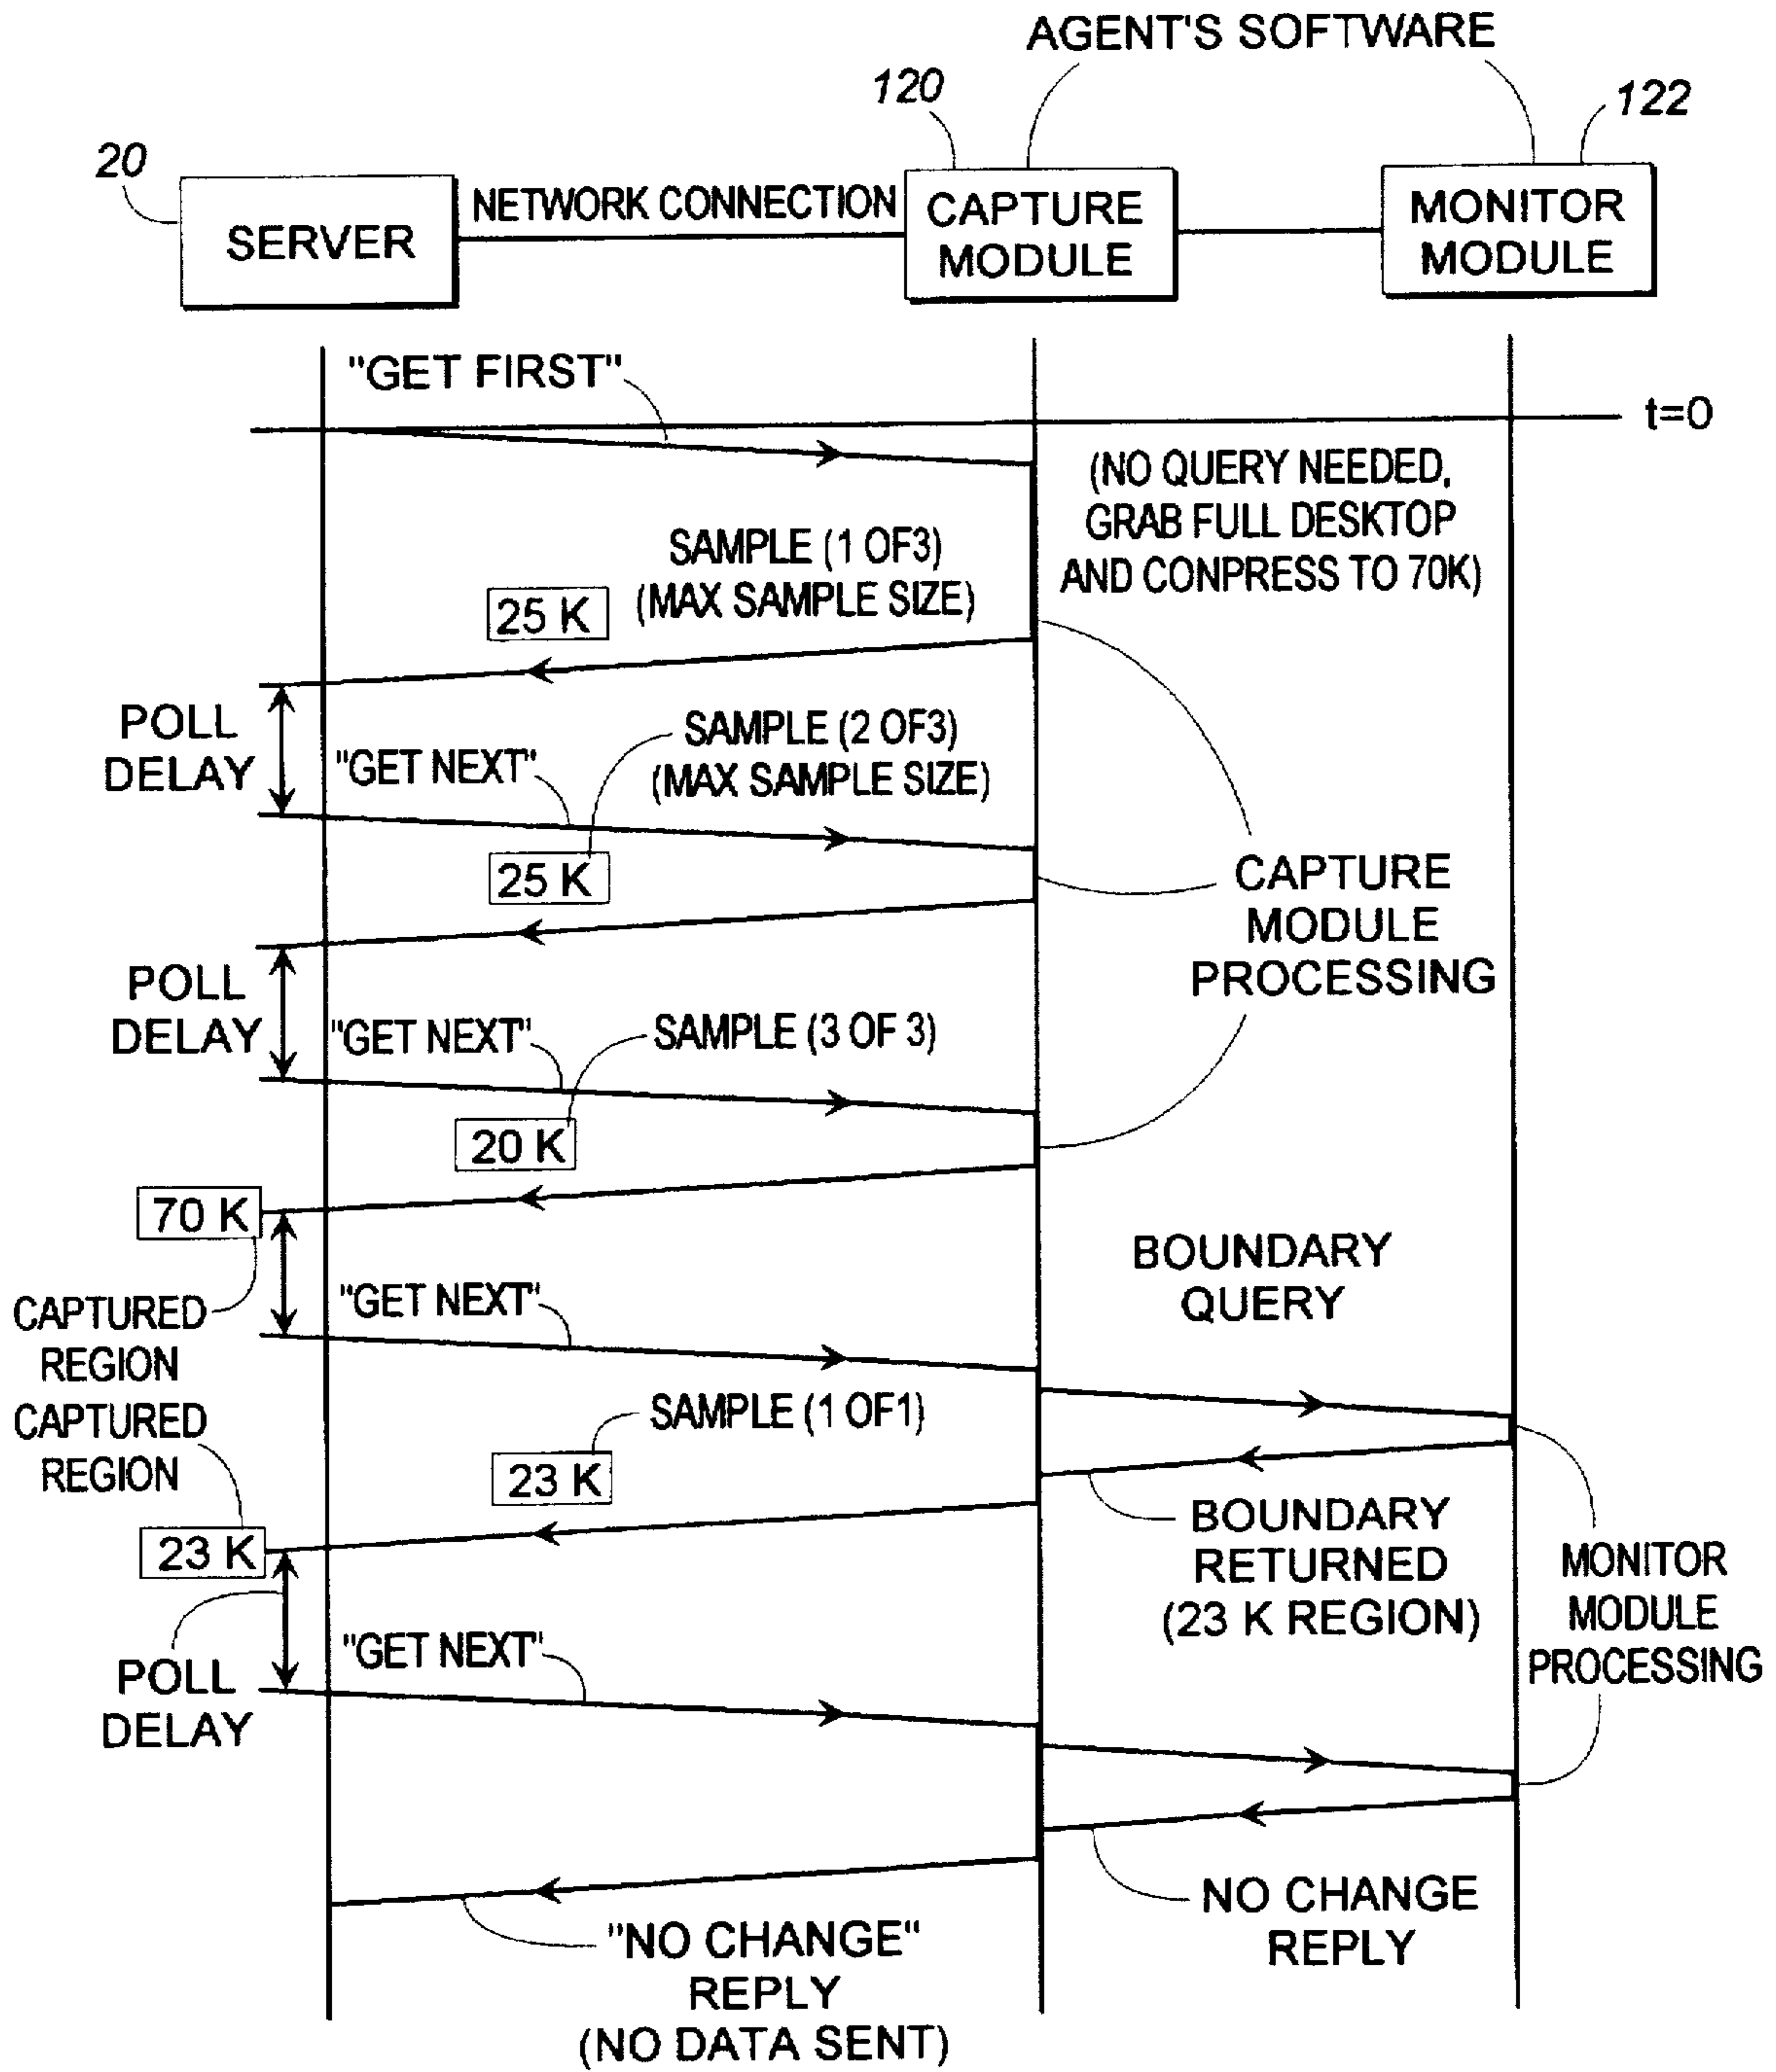 AGENT'S SOFTWARE
120
122
20
SERVER
NETWORK CONNECTION
CAPTURE
MODULE
MONITOR
MODULE
"GET FIRST"
t=0
(NO QUERY NEEDED,
GRAB FULL DESKTOP
AND CONPRESS TO 70K)
SAMPLE (1 OF3)
(MAX SAMPLE SIZE)
25 K
POLL
DELAY
"GET NEXT"
SAMPLE (2 OF3)
(MAX SAMPLE SIZE)
25 K
CAPTURE
MODULE
PROCESSING
POLL
DELAY
"GET NEXT"
SAMPLE (3 OF 3)
20 K
70 K
CAPTURED
REGION
"GET NEXT"
BOUNDARY
QUERY
CAPTURED
REGION
SAMPLE (1 OF1)
23 K
23 K
BOUNDARY
RETURNED
(23 K REGION)
MONITOR
MODULE
PROCESSING
POLL
DELAY
"GET NEXT"
NO CHANGE
REPLY
"NO CHANGE"
REPLY
(NO DATA SENT)